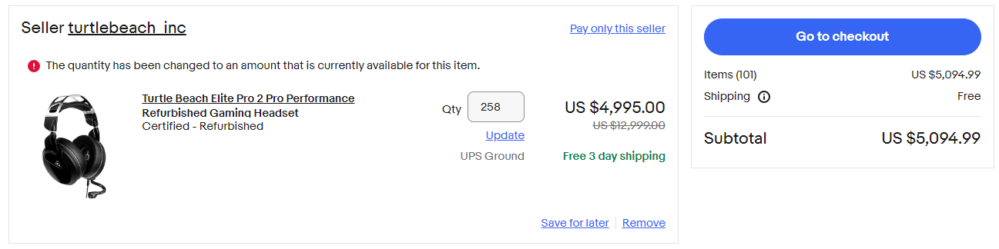 Seller turtlebeach_inc
Pay only this seller
The quantity has been changed to an amount that is currently available for this item.
Turtle Beach Elite Pro 2 Pro Performance
Refurbished Gaming Headset
Certified - Refurbished
Qty 258
Update
UPS Ground
US $4,995.00
US $12,999.00
Free 3 day shipping
Save for later
Remove
Go to checkout
Items (101) US $5,094.99
Shipping Free
Subtotal US $5,094.99